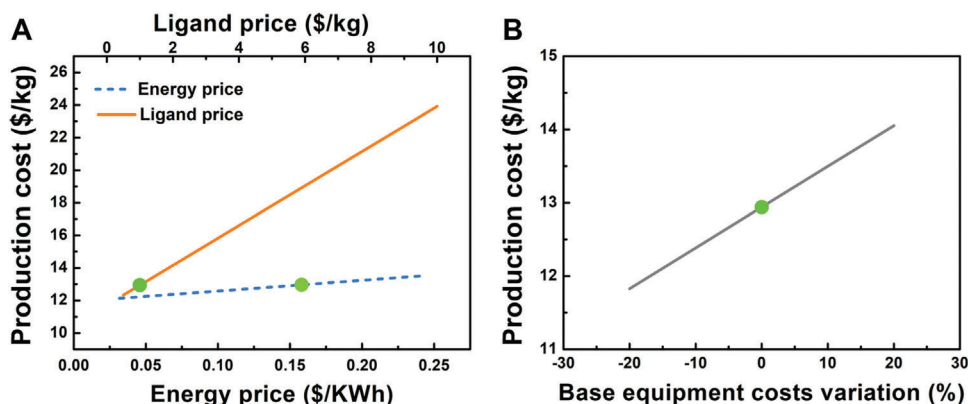 A
Ligand price ($/kg)
0 2 4 6 8 10
Production cost ($/kg)
26
24
22
20
18
16
14
12
10
Energy price
Ligand price
0.00 0.05 0.10 0.15 0.20 0.25
Energy price ($/KWh)
B
Production cost ($/kg)
15
14
13
12
11
-30 -20 -10 0 10 20 30
Base equipment costs variation (%)